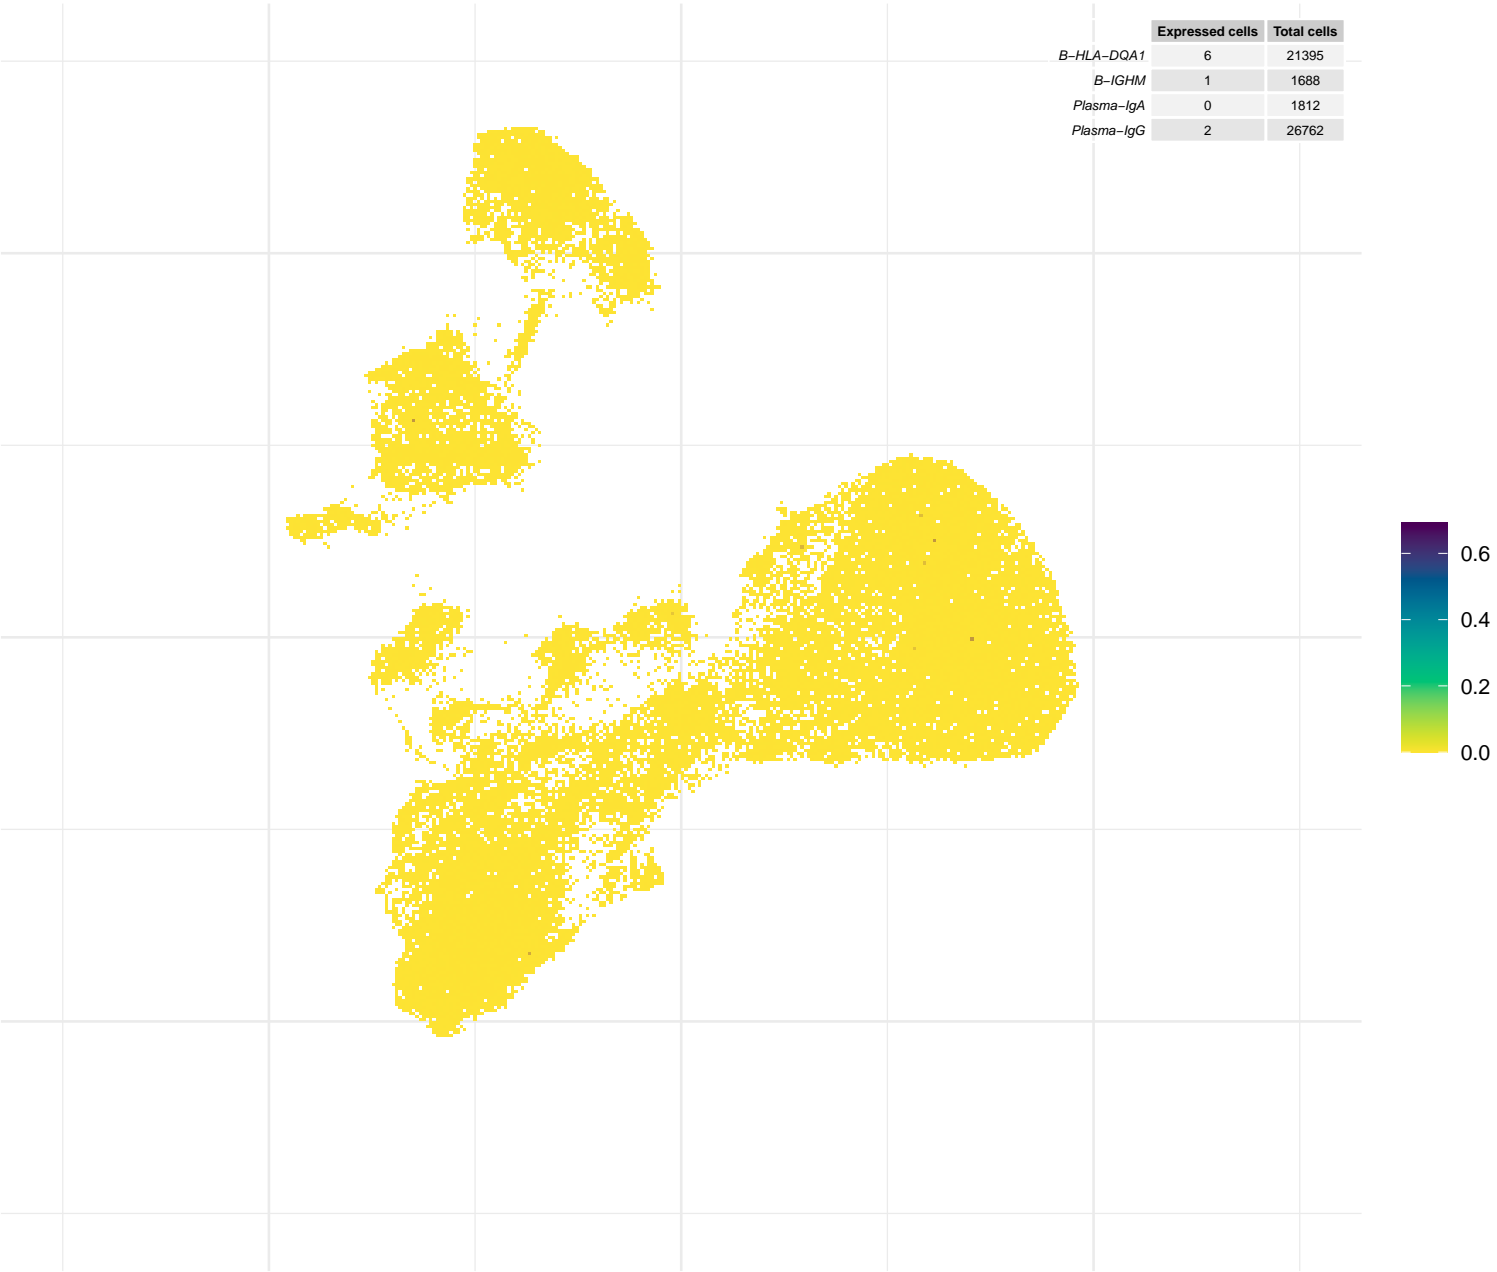 Expressed cells Total cells
B−HLA−DQA1 6 21395
B−IGHM 1 1688
Plasma−IgA 0 1812
Plasma−IgG 2 26762
0.6
0.4
0.2
0.0